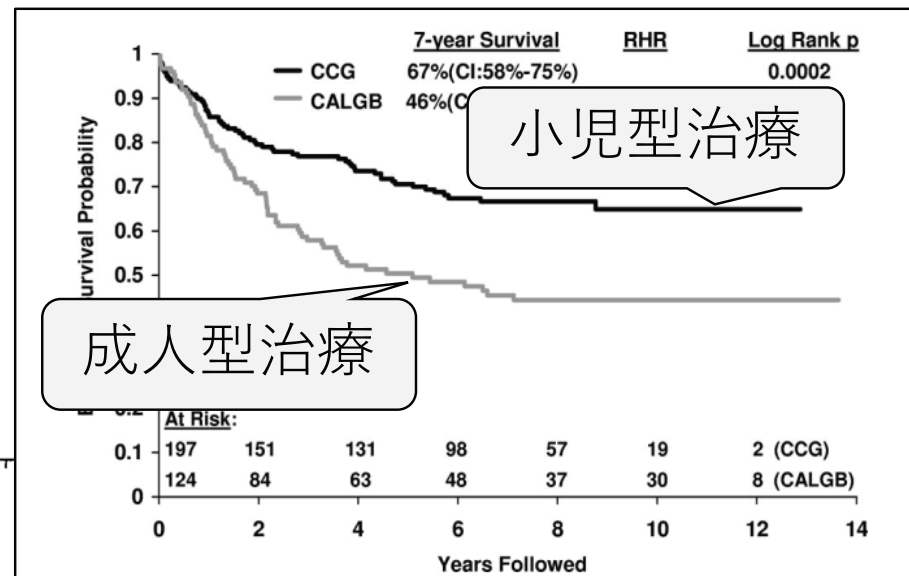 7-year Survival RHR Log Rank p
CCG 67%(CI:58%-75%) 0.0002
CALGB 46%(C
小児型治療
成人型治療
Survival Probability
1
0.9
0.8
0.7
0.6
0.5
0.2
0.1
0
At Risk:
197 151 131 98 57 19 2 (CCG)
124 84 63 48 37 30 8 (CALGB)
0 2 4 6 8 10 12 14
Years Followed